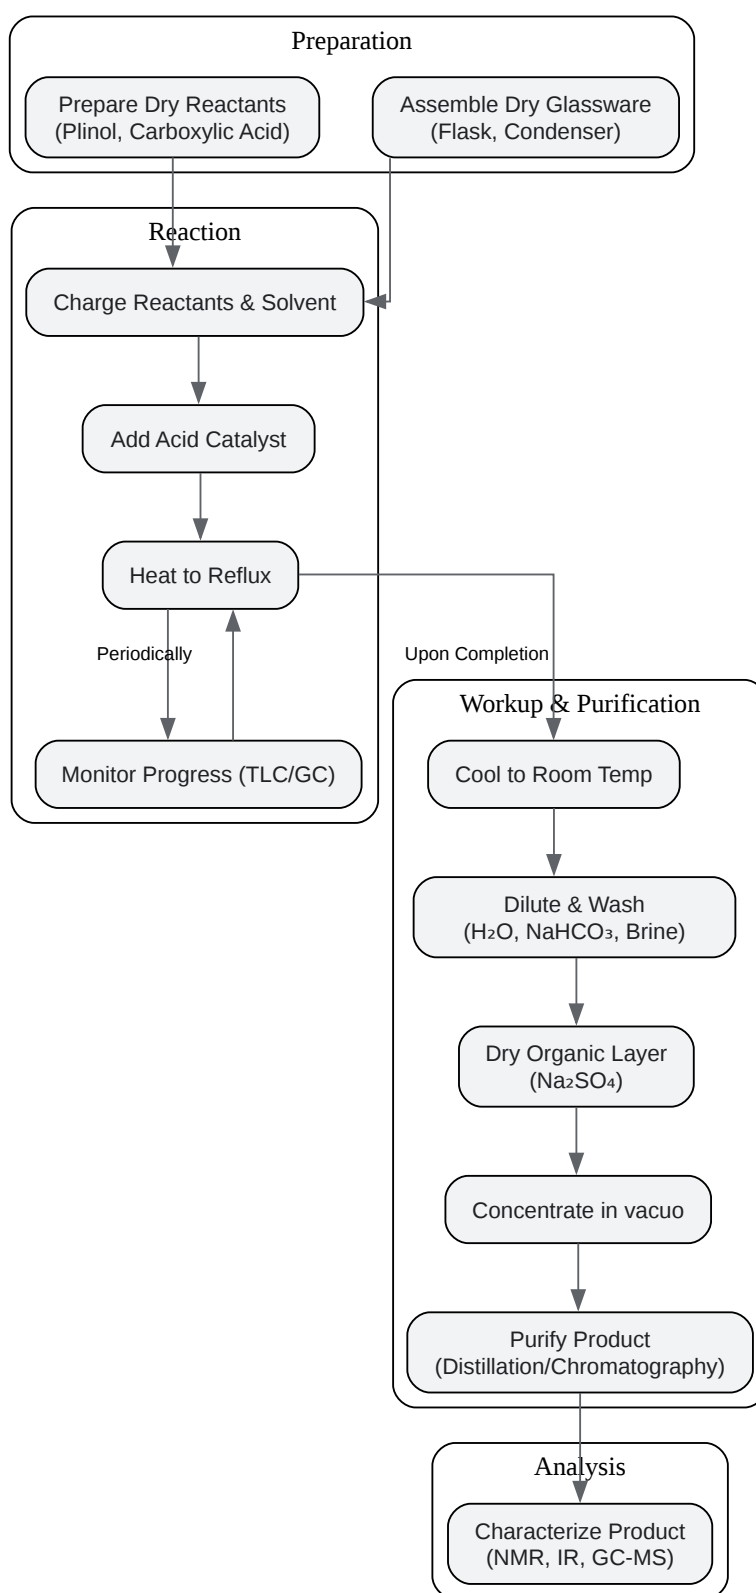 Preparation
Prepare Dry Reactants
(Plinol, Carboxylic Acid)
Assemble Dry Glassware
(Flask, Condenser)
Reaction
Charge Reactants & Solvent
Add Acid Catalyst
Heat to Reflux
Periodically
Upon Completion
Monitor Progress (TLC/GC)
Workup & Purification
Cool to Room Temp
Dilute & Wash
(H₂O, NaHCO₃, Brine)
Dry Organic Layer
(Na₂SO₄)
Concentrate in vacuo
Purify Product
(Distillation/Chromatography)
Analysis
Characterize Product
(NMR, IR, GC-MS)